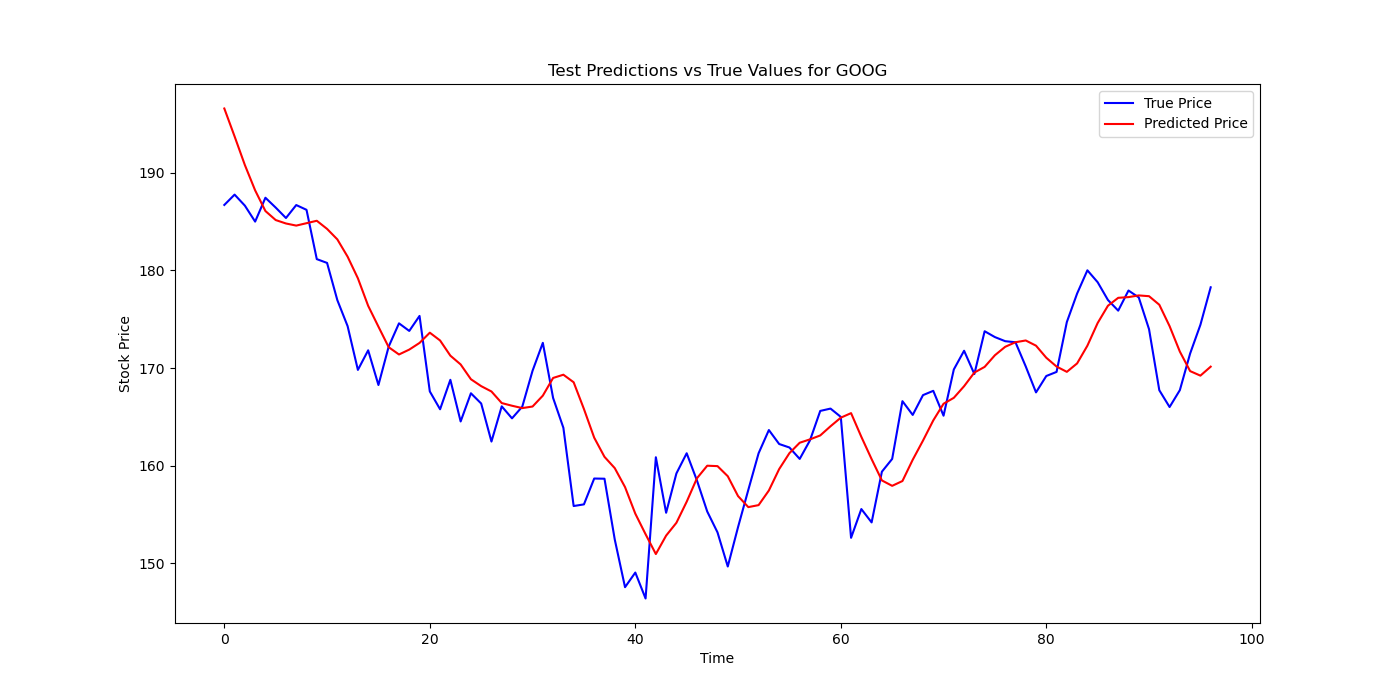 Test Predictions vs True Values for GOOG
True Price
Predicted Price
Stock Price
190
180
170
160
150
0 20 40 60 80 100
Time